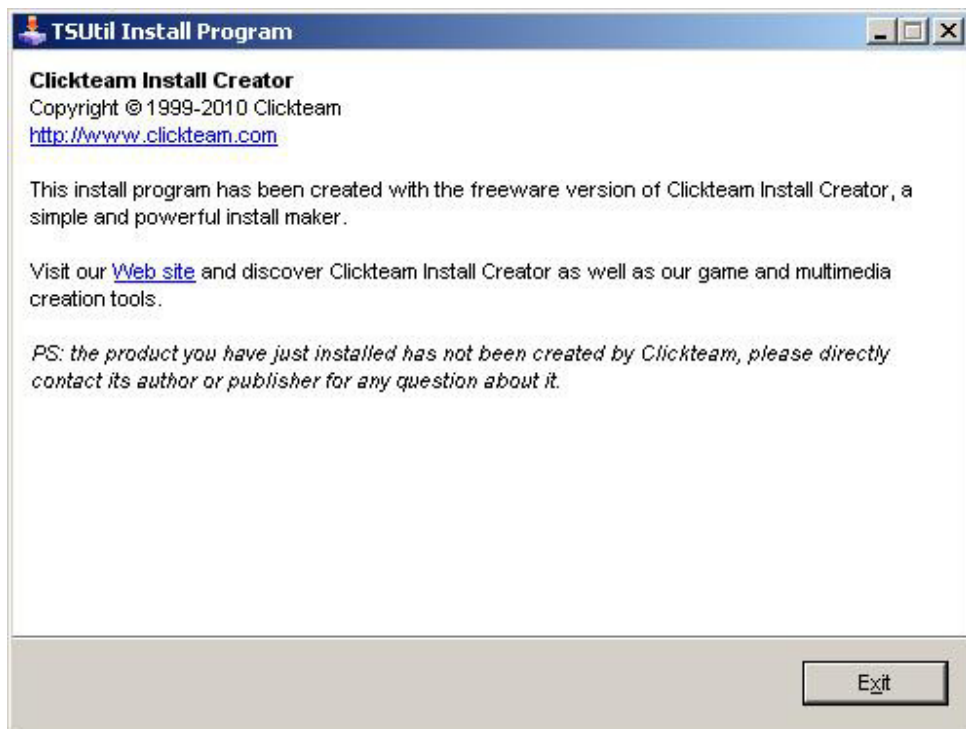 TSUtil Install Program
Clickteam Install Creator
Copyright © 1999-2010 Clickteam
http://www.clickteam.com
This install program has been created with the freeware version of Clickteam Install Creator, a
simple and powerful install maker.
Visit our Web site and discover Clickteam Install Creator as well as our game and multimedia
creation tools.
PS: the product you have just installed has not been created by Clickteam, please directly
contact its author or publisher for any question about it.
Exit